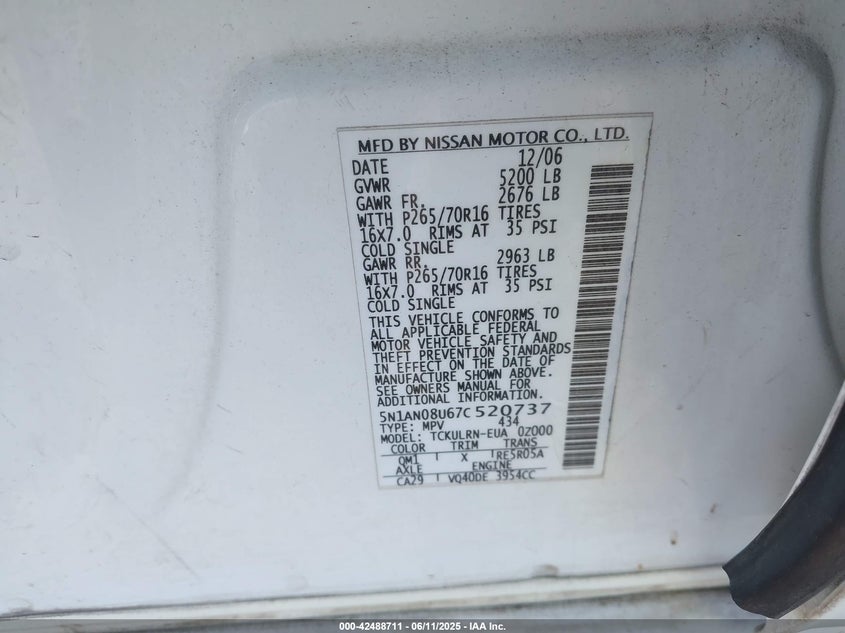 MFD BY NISSAN MOTOR CO., LTD.
DATE 12/06
GVWR 5200 LB
GAWR FR. 2676 LB
WITH P265/70R16 TIRES
16X7.0 RIMS AT 35 PSI
COLD SINGLE
GAWR RR. 2963 LB
WITH P265/70R16 TIRES
16X7.0 RIMS AT 35 PSI
COLD SINGLE
THIS VEHICLE CONFORMS TO
ALL APPLICABLE FEDERAL
MOTOR VEHICLE SAFETY AND
THEFT PREVENTION STANDARDS
IN EFFECT ON THE DATE OF
MANUFACTURE SHOWN ABOVE.
SEE OWNERS MANUAL FOR
ADDITIONAL INFORMATION.
5N1AN08U67C520737
TYPE: MPV 434
MODEL: TCKULRN-EUA 0Z000
COLOR TRIM TRANS
QM1 X RE5R05A
AXLE ENGINE
CA29 VQ40DE 3954CC
000-42488711 - 06/11/2025 - IAA Inc.